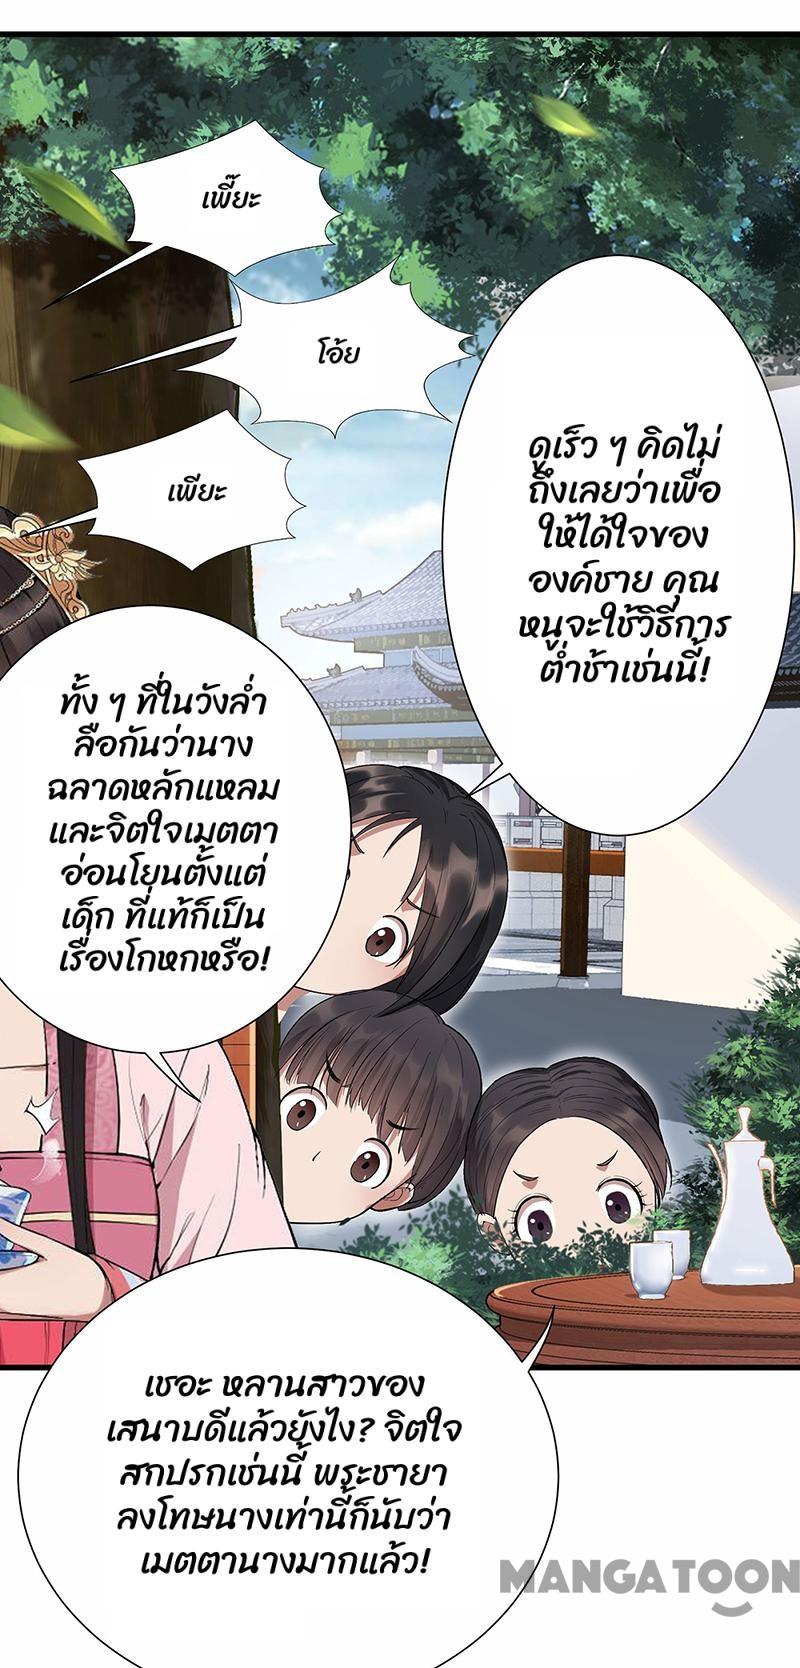 เพี๊ยะ
โอ้ย
เพียะ
ดูเร็ว ๆ คิดไม่
ถึงเลยว่าเพื่อ
ให้ได้ใจของ
องค์ชาย คุณ
หนูจะใช้วิธีการ
ต่ำช้าเช่นนี้!
ทั้ง ๆ ที่ในวังล่ำ
ลือกันว่านาง
ฉลาดหลักแหลม
และจิตใจเมตตา
อ่อนโยนตั้งแต่
เด็ก ที่แท้ก็เป็น
เรื่องโกหกหรือ!
เชอะ หลานสาวของ
เสนาบดีแล้วยังไง? จิตใจ
สกปรกเช่นนี้ พระชายา
ลงโทษนางเท่านี้ก็นับว่า
เมตตานางมากแล้ว!
MANGATOON